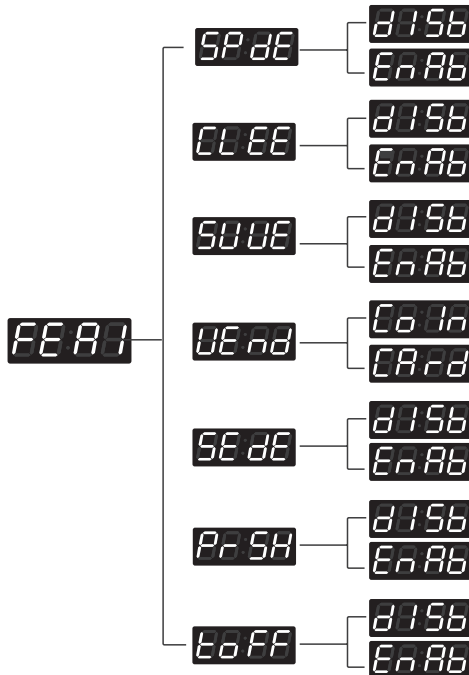 SPdE
dISb
EnAb
CLEE
dISb
EnAb
SUUE
dISb
EnAb
FEA1
UEnd
CoIn
CArd
SEdE
dISb
EnAb
PrSH
dISb
EnAb
toFF
dISb
EnAb